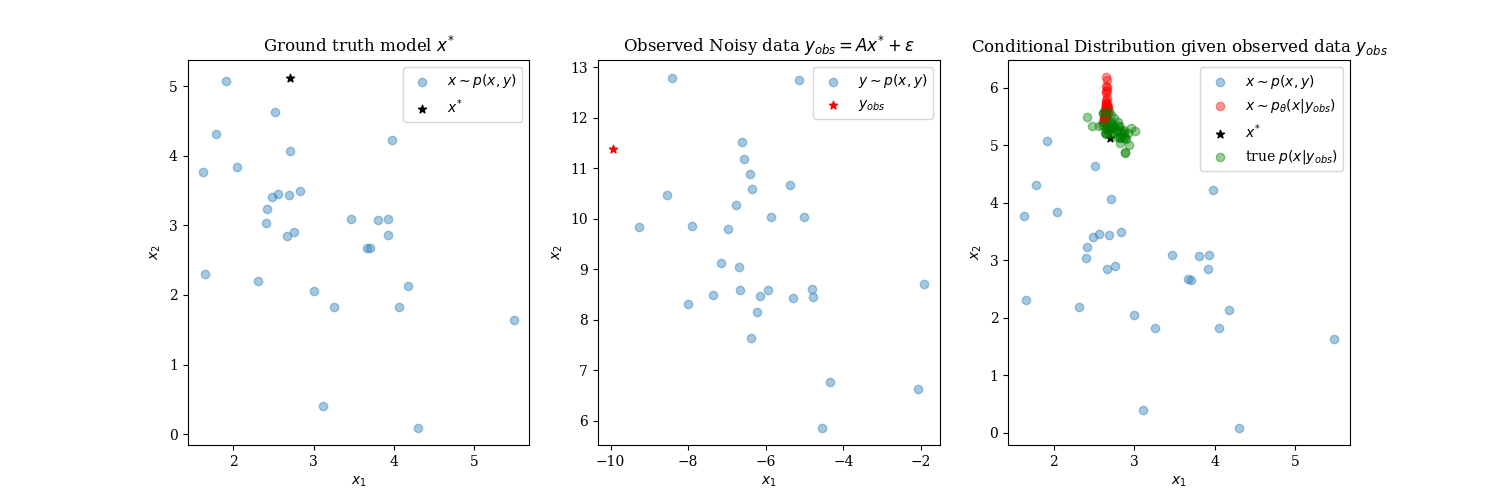 Ground truth model x*
x ~ p(x, y)
x*
5
4
3
2
1
0
x₂
2
3
4
5
x₁
Observed Noisy data y_obs = Ax* + ε
y ~ p(x, y)
y_obs
13
12
11
10
9
8
7
6
x₂
−10
−8
−6
−4
−2
x₁
Conditional Distribution given observed data y_obs
x ~ p(x, y)
x ~ p_θ(x|y_obs)
x*
true p(x|y_obs)
6
5
4
3
2
1
0
2
3
4
5
x₁